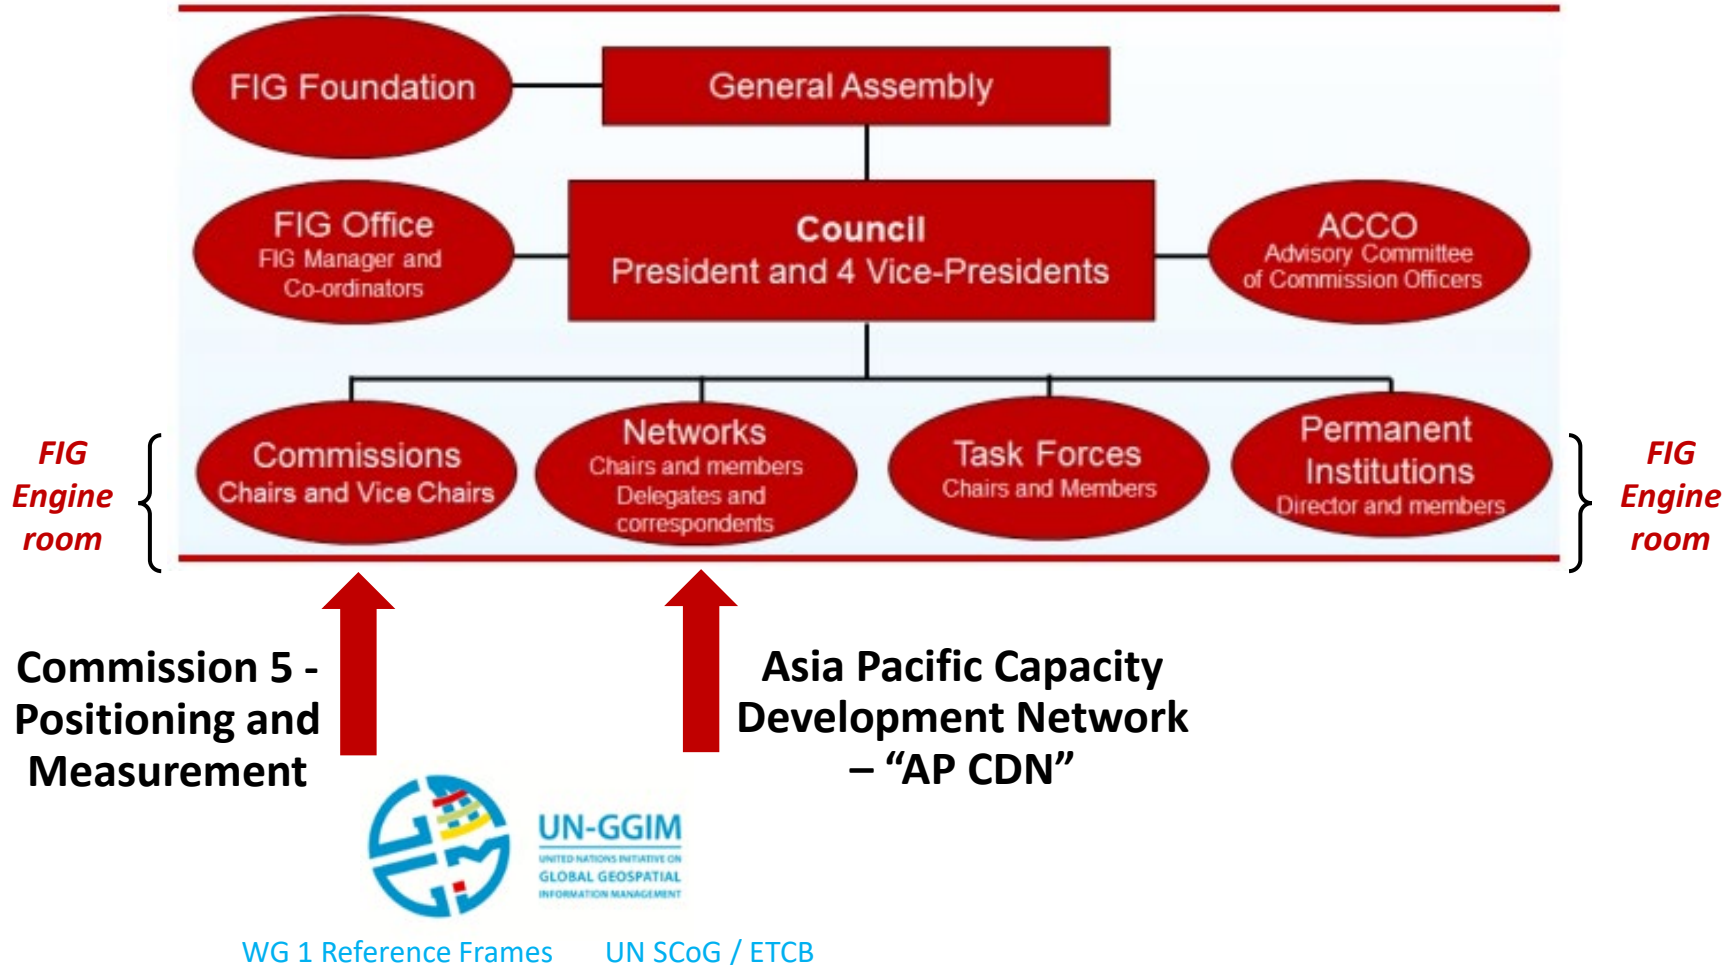 FIG Foundation
General Assembly
FIG Office
FIG Manager and
Co-ordinators
Council
President and 4 Vice-Presidents
ACCO
Advisory Committee
of Commission Officers
FIG
Engine
room
Commissions
Chairs and Vice Chairs
Networks
Chairs and members
Delegates and
correspondents
Task Forces
Chairs and Members
Permanent
Institutions
Director and members
FIG
Engine
room
Commission 5 -
Positioning and
Measurement
Asia Pacific Capacity
Development Network
– “AP CDN”
UN-GGIM
UNITED NATIONS INITIATIVE ON
GLOBAL GEOSPATIAL
INFORMATION MANAGEMENT
WG 1 Reference Frames
UN SCoG / ETCB